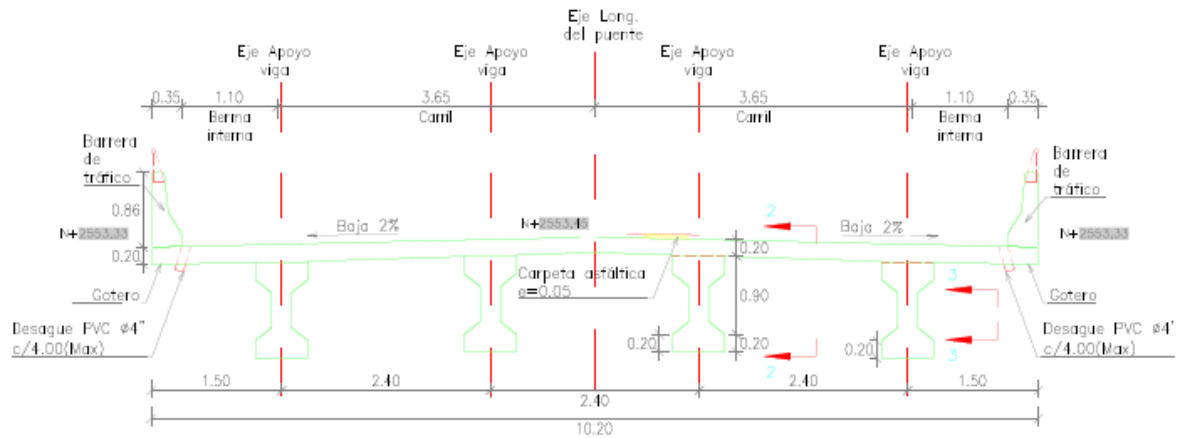 Eje Long.
del puente
Eje Apoyo
viga
Eje Apoyo
viga
Eje Apoyo
viga
Eje Apoyo
viga
0.35
1.10
3.65
3.65
1.10
0.35
Berma
interna
Carril
Carril
Berma
interna
Barrera
de
tráfico
Barrera
de
tráfico
0.86
N+2553.33
Baja 2%
N+2553.45
2
Baja 2%
N+2553.33
0.20
0.20
Gotero
Carpeta asfáltica
e=0.05
0.90
3
Gotero
Desague PVC ø4"
c/4.00(Max)
0.20
0.20
0.20
3
2
Desague PVC ø4'
c/4.00(Max)
1.50
2.40
2.40
2.40
1.50
10.20